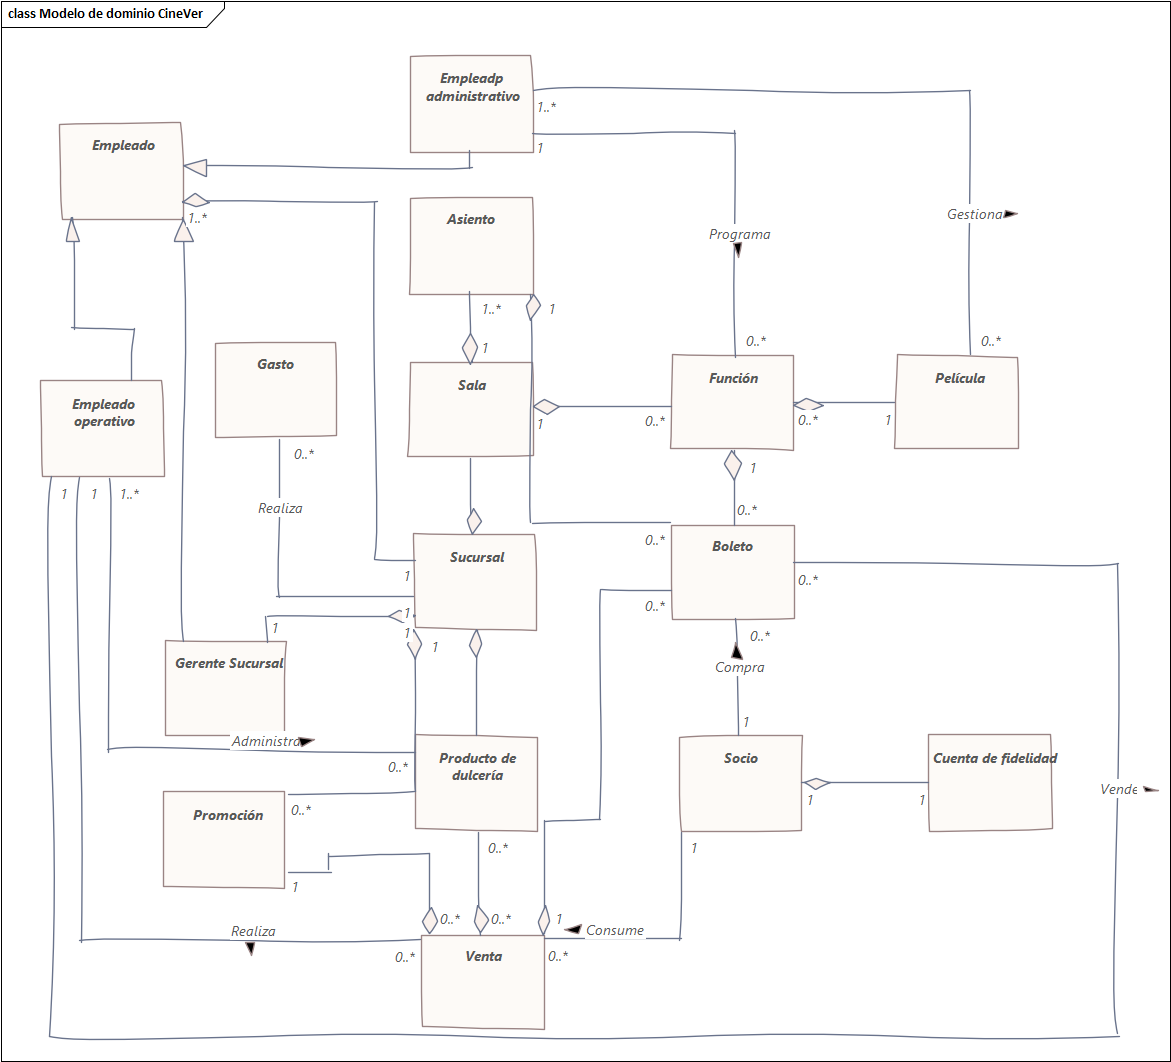 class Modelo de dominio CineVer
Empleadp
administrativo
1..*
1
Empleado
1..*
Asiento
1..*
1
1
Programa
Gestiona
0..*
0..*
Gasto
0..*
Sala
1
Función
0..*
0..*
1
Película
1
Empleado
operativo
1
1
1..*
Realiza
0..*
0..*
Boleto
0..*
0..*
0..*
Sucursal
1
1
1
1
1
Gerente Sucursal
Compra
1
Administra
0..*
Producto de
dulcería
0..*
Socio
1
1
Cuenta de fidelidad
1
Vende
Promoción
0..*
1
Realiza
0..*
0..*
0..*
1
Consume
0..*
Venta